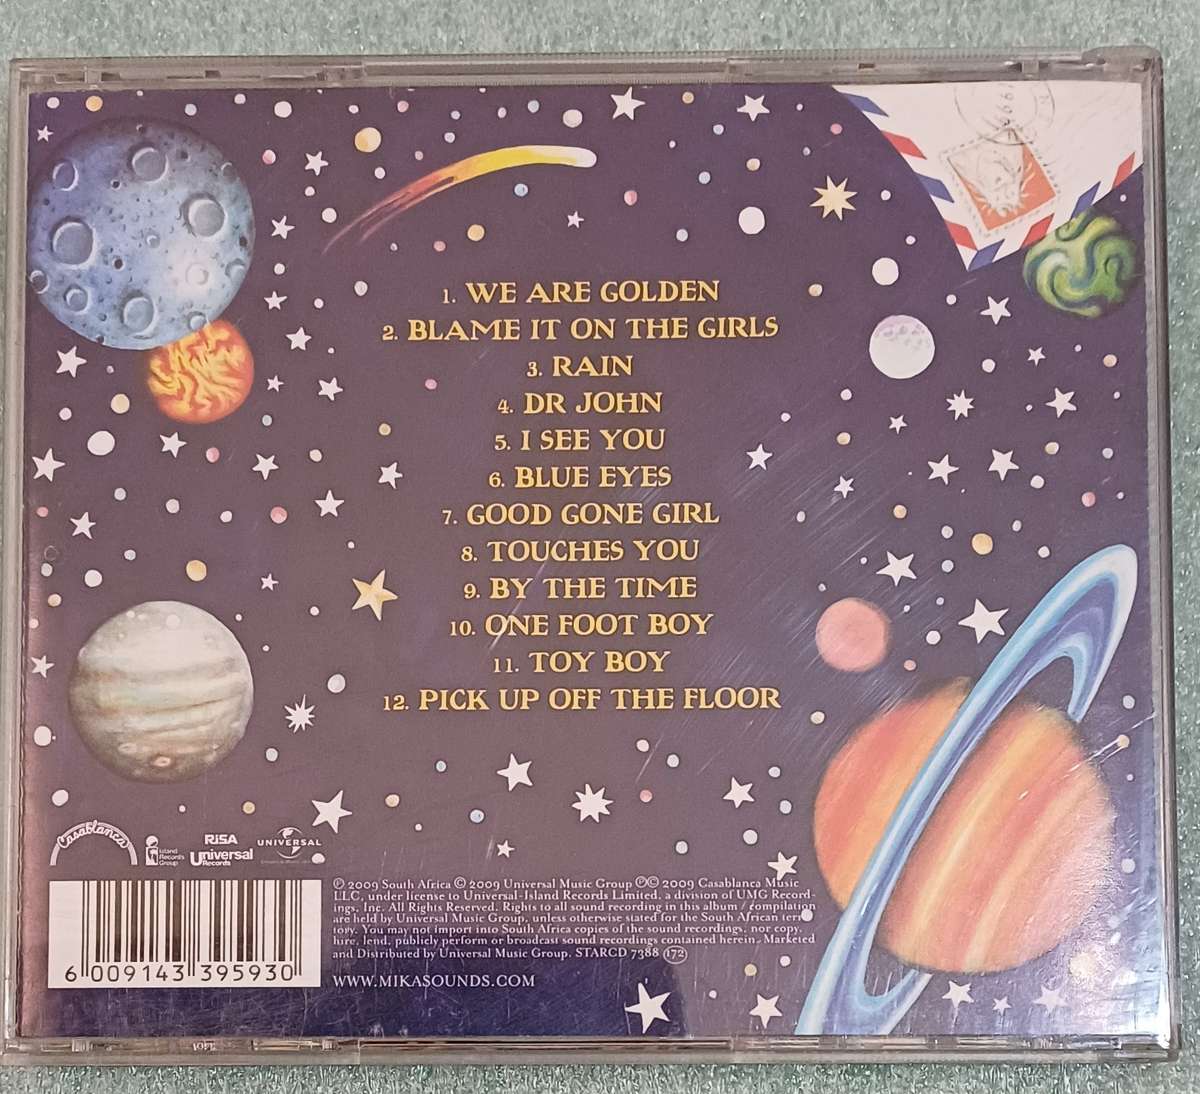 1. WE ARE GOLDEN
2. BLAME IT ON THE GIRLS
3. RAIN
4. DR JOHN
5. I SEE YOU
6. BLUE EYES
7. GOOD GONE GIRL
8. TOUCHES YOU
9. BY THE TIME
10. ONE FOOT BOY
11. TOY BOY
12. PICK UP OFF THE FLOOR
Casablanca
Island
Records
Group
RiSA
Universal
Records
UNIVERSAL
℗ 2009 South Africa © 2009 Universal Music Group ℗© 2009 Casablanca Music
LLC, under license to Universal-Island Records Limited, a division of UMG Record-
ings, Inc. All Rights Reserved. Rights to all sound recording in this album / compilation
are held by Universal Music Group, unless otherwise stated for the South African terri
tory. You may not import into South Africa copies of the sound recordings, nor copy,
hire, lend, publicly perform or broadcast sound recordings contained herein. Marketed
and Distributed by Universal Music Group. STARCD 7388 172
6 009143 395930
WWW.MIKASOUNDS.COM